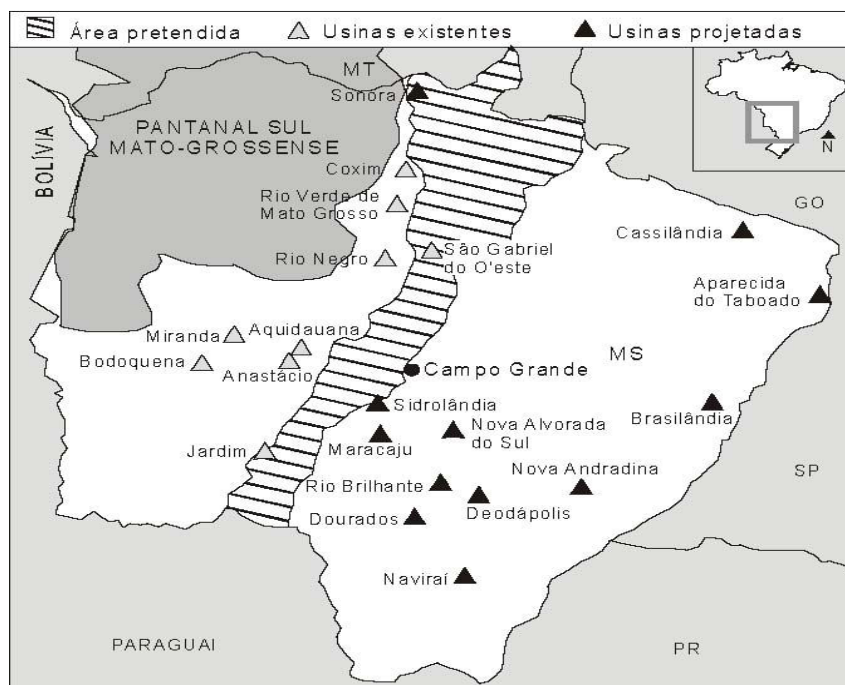 Área pretendida
Usinas existentes
Usinas projetadas
MT
Sonora
PANTANAL SUL
MATO-GROSSENSE
BOLÍVIA
N
Coxim
Rio Verde de
Mato Grosso
GO
Cassilândia
São Gabriel
do O'este
Rio Negro
Aparecida
do Taboado
Miranda
Aquidauana
Bodoquena
Anastácio
MS
Campo Grande
Sidrolândia
Brasilândia
Nova Alvorada
do Sul
Maracaju
Jardim
Nova Andradina
SP
Rio Brilhante
Deodápolis
Dourados
Naviraí
PARAGUAI
PR